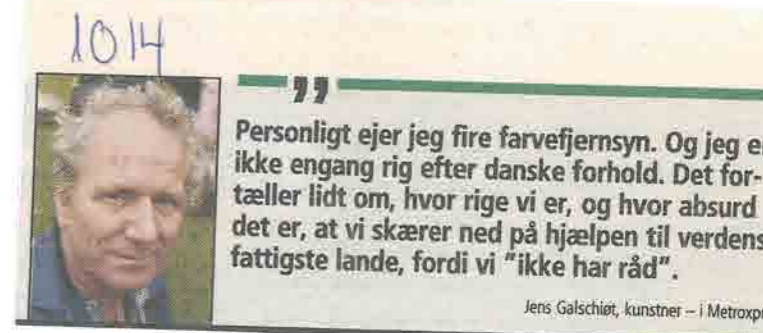 1014
”
Personligt ejer jeg fire farvefjernsyn. Og jeg e
ikke engang rig efter danske forhold. Det for-
tæller lidt om, hvor rige vi er, og hvor absurd
det er, at vi skærer ned på hjælpen til verdens
fattigste lande, fordi vi "ikke har råd".
Jens Galschiøt, kunstner – i Metroxpr